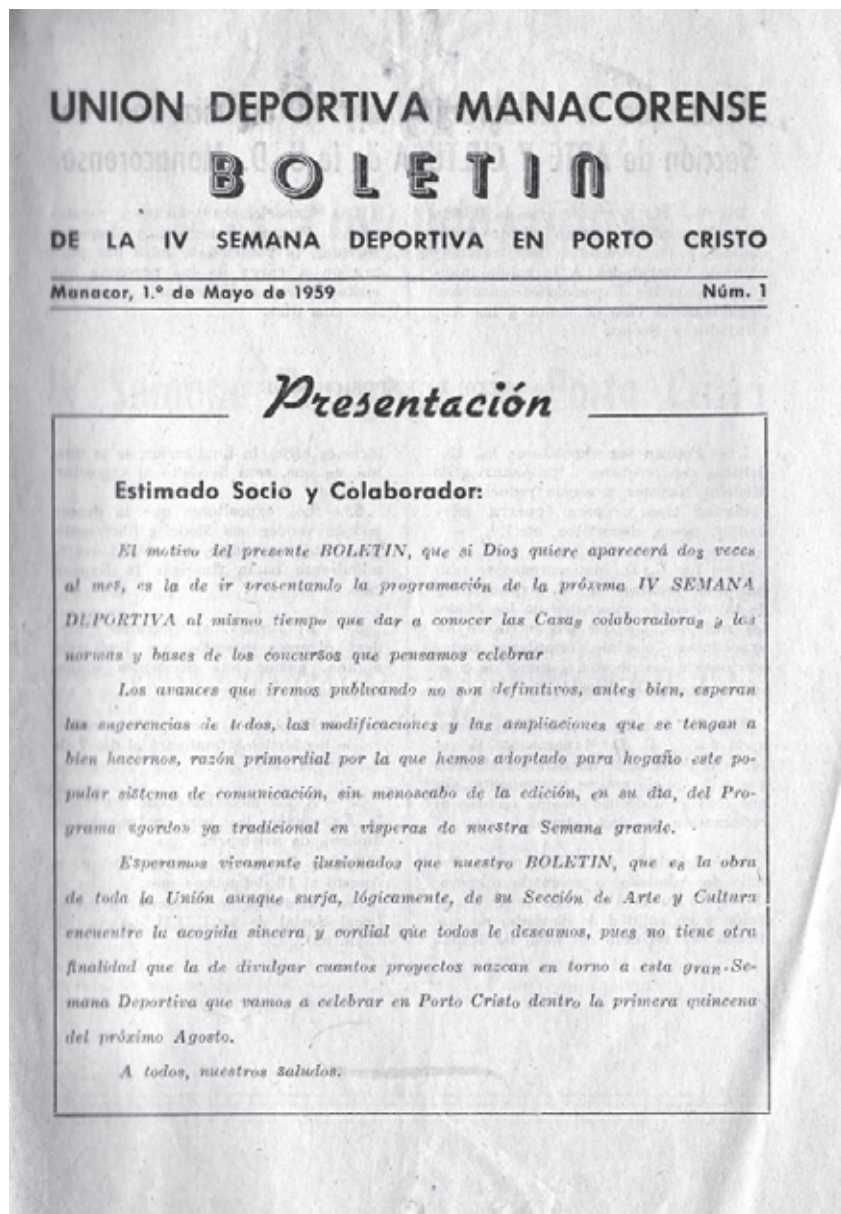 UNION DEPORTIVA MANACORENSE
BOLETIN
DE LA IV SEMANA DEPORTIVA EN PORTO CRISTO
Manacor, 1.º de Mayo de 1959 Núm. 1
Presentación
Estimado Socio y Colaborador:
El motivo del presente BOLETIN, que si Dios quiere aparecerá dos veces
al mes, es la de ir presentando la programación de la próxima IV SEMANA
DEPORTIVA al mismo tiempo que dar a conocer las Casas colaboradoras y las
normas y bases de los concursos que pensamos celebrar
Los avances que iremos publicando no son definitivos, antes bien, esperan
las sugerencias de todos, las modificaciones y las ampliaciones que se tengan a
bien hacernos, razón primordial por la que hemos adoptado para hogaño este po-
pular sistema de comunicación, sin menoscabo de la edición, en su dia, del Pro-
grama «gordo» ya tradicional en visperas de nuestra Semana grande.
Esperamos vivamente ilusionados que nuestro BOLETIN, que es la obra
de toda la Unión aunque surja, lógicamente, de su Sección de Arte y Cultura
encuentre la acogida sincera y cordial que todos le deseamos, pues no tiene otra
finalidad que la de divulgar cuantos proyectos nazcan en torno a esta gran Se-
mana Deportiva que vamos a celebrar en Porto Cristo dentro la primera quincena
del próximo Agosto.
A todos, nuestros saludos.